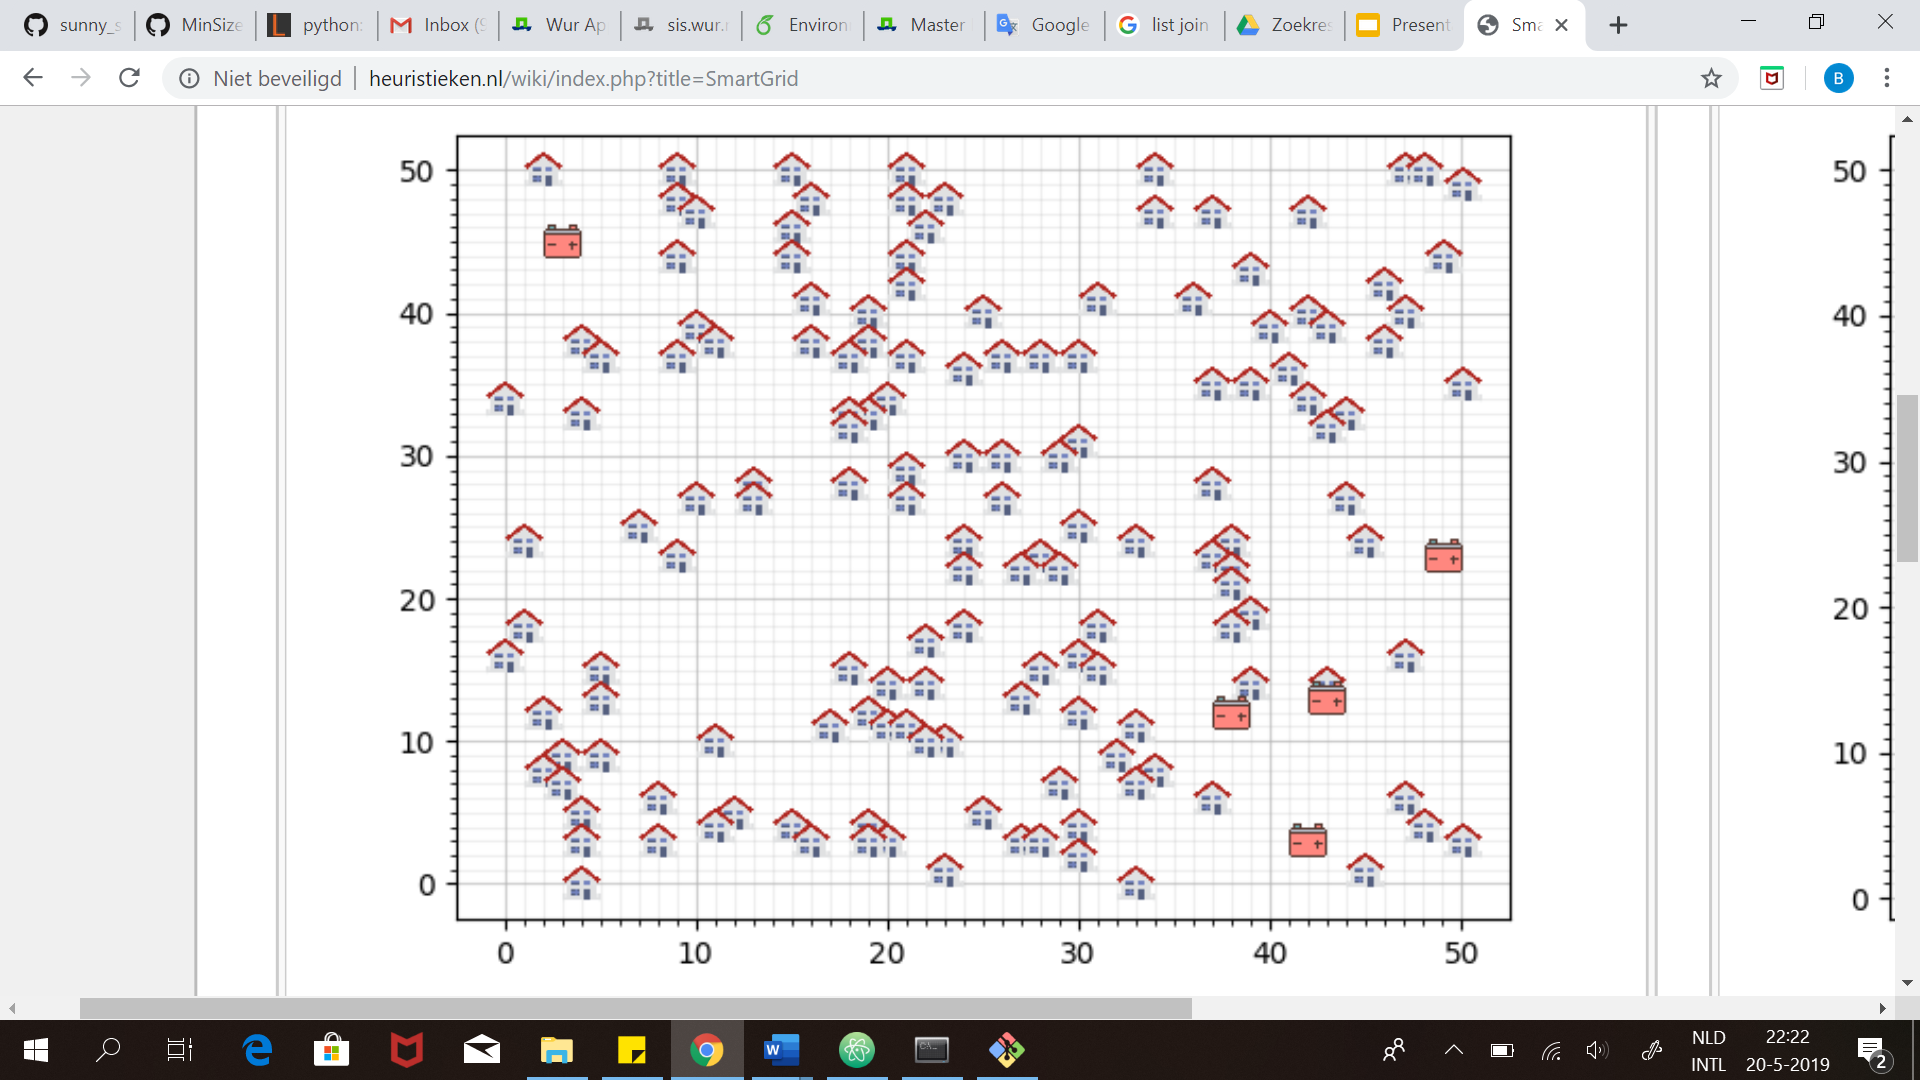 sunny_s
MinSize
python:
Inbox (9
Wur Ap
sis.wur.r
Environ
Master
Google
list join
Zoekres
Present
Sma
Niet beveiligd
heuristieken.nl/wiki/index.php?title=SmartGrid
B
50
40
30
20
10
0
0 10 20 30 40 50
50
40
30
20
10
0
NLD
INTL
22:22
20-5-2019
2